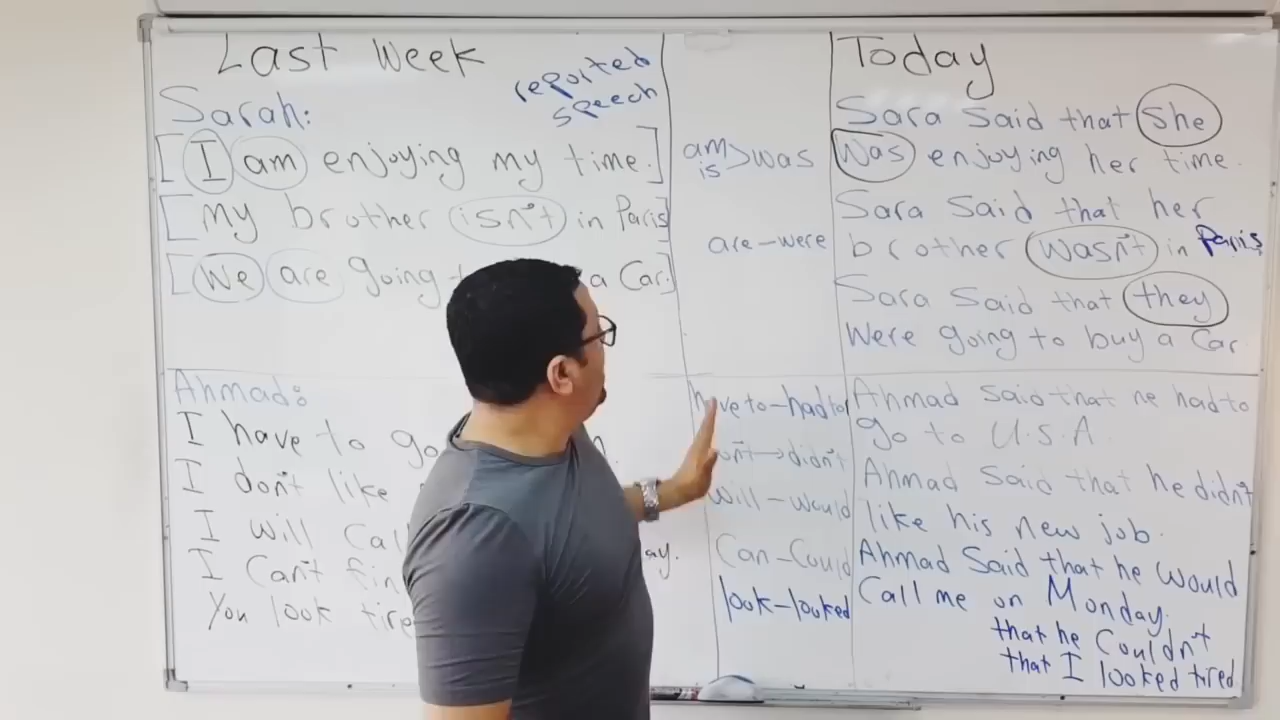 Last Week
reported
speech
Sarah:
[I am enjoying my time.]
[My brother isn't in Paris]
[We are going a Car.]
am
is > was
are – were
Today
Sara Said that she
was enjoying her time.
Sara Said that her
brother wasn't in Paris
Sara Said that they
Were going to buy a Car
Ahmad:
I have to go
I don't like
I will Cal
I Can't fin
ay.
You look tire
have to – had to
on't → didn't
Will – Would
Can – Could
look – looked
Ahmad Said that he had to
go to U.S.A.
Ahmad Said that he didn't
like his new job.
Ahmad Said that he would
Call me on Monday.
that he Couldn't
that I looked tired